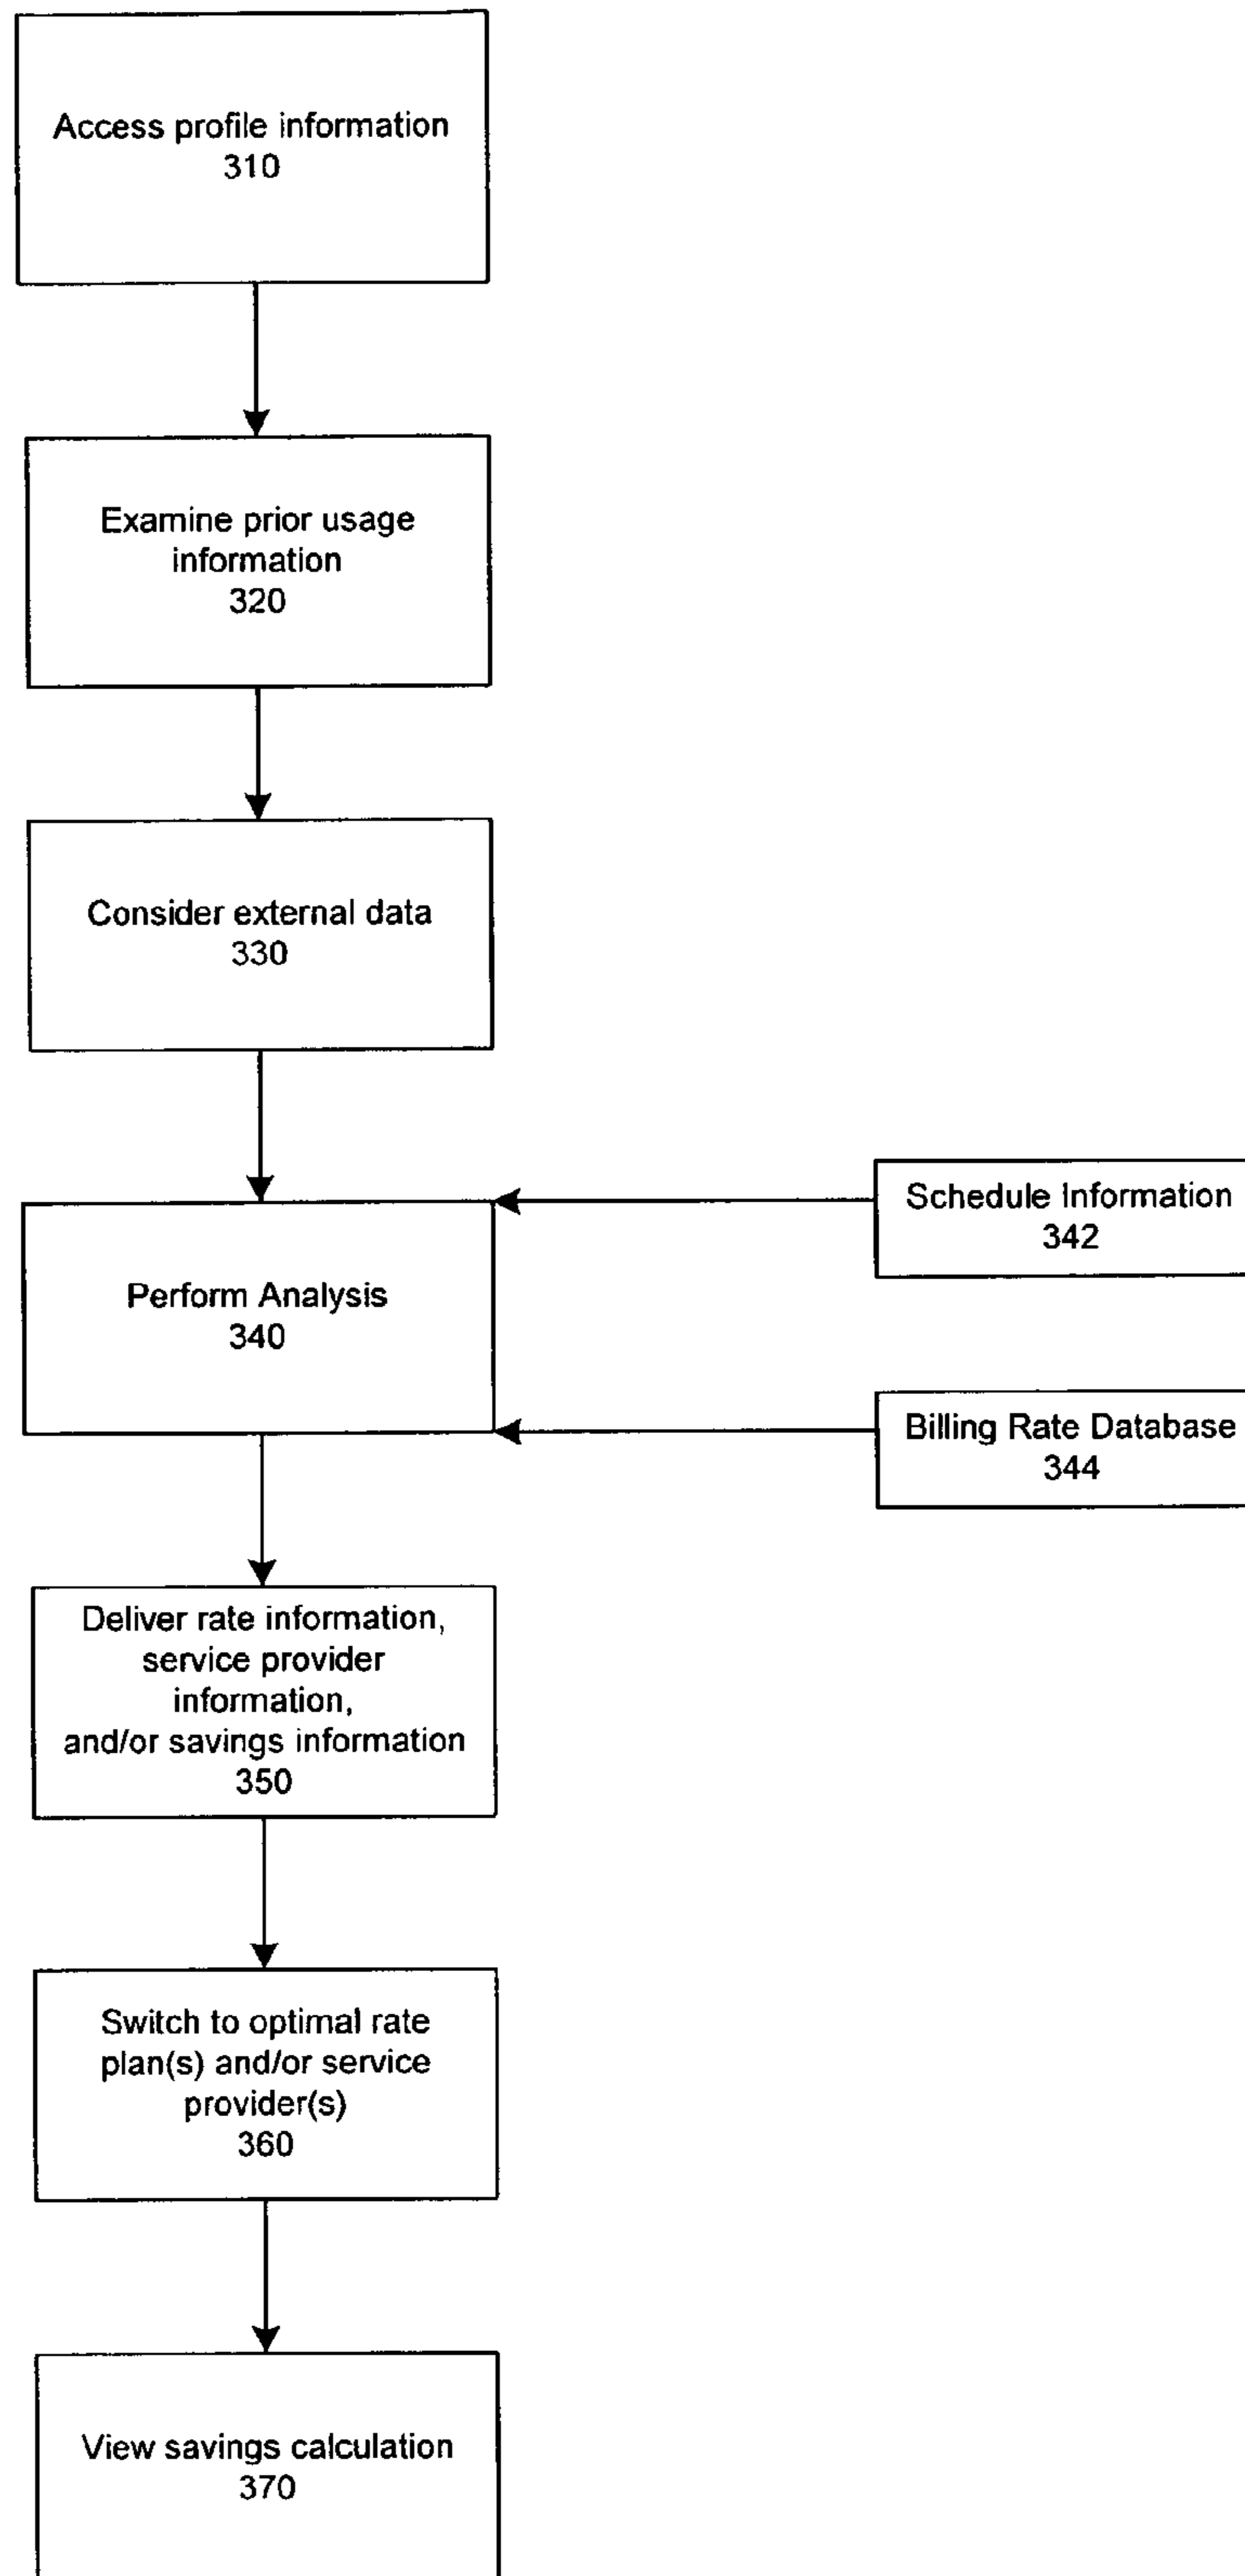 Access profile information
310
Examine prior usage
information
320
Consider external data
330
Perform Analysis
340
Schedule Information
342
Billing Rate Database
344
Deliver rate information,
service provider
information,
and/or savings information
350
Switch to optimal rate
plan(s) and/or service
provider(s)
360
View savings calculation
370